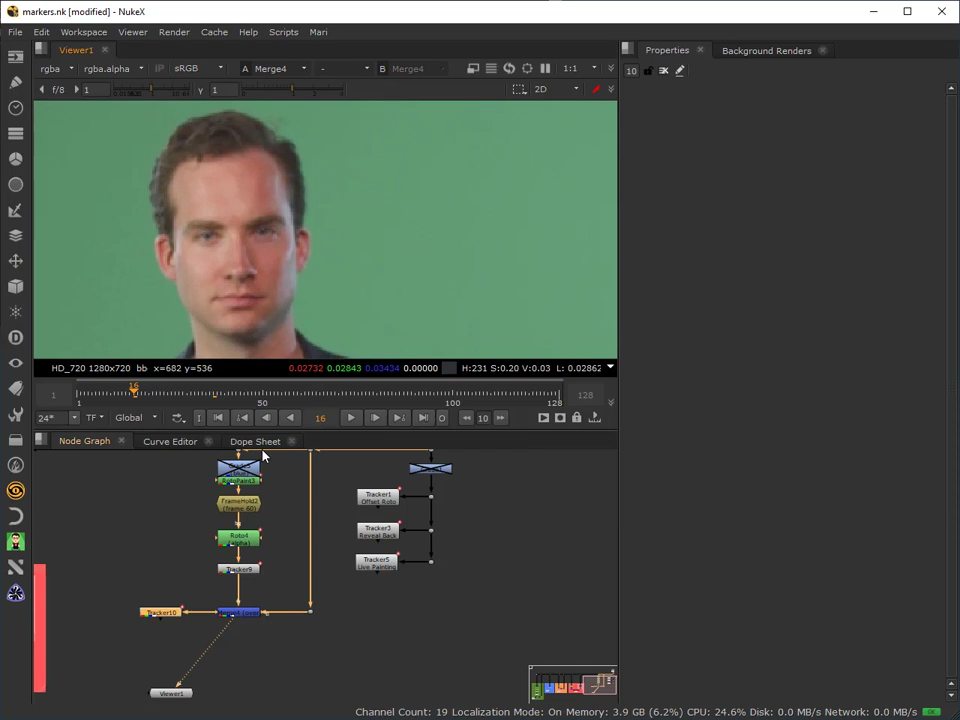 markers.nk [modified] - NukeX
File Edit Workspace Viewer Render Cache Help Scripts Mari
Viewer1
Properties
Background Renders
rgba rgba.alpha IP sRGB A Merge4 - B Merge4 1:1
10
f/8 1 y 1 2D
HD_720 1280x720 bb x=682 y=536 0.02732 0.02843 0.03434 0.00000 H:231 S:0.20 V:0.03 L: 0.02862
16
1 1 50 100 128 128
24* TF Global 16 10
Node Graph Curve Editor Dope Sheet
RotoPaint3
FrameHold2
(frame 60)
Roto4
(alpha)
Tracker9
Tracker10
Viewer1
Tracker1
Offset Roto
Tracker3
Reveal Back
Tracker5
Live Painting
Channel Count: 19 Localization Mode: On Memory: 3.9 GB (6.2%) CPU: 24.6% Disk: 0.0 MB/s Network: 0.0 MB/s